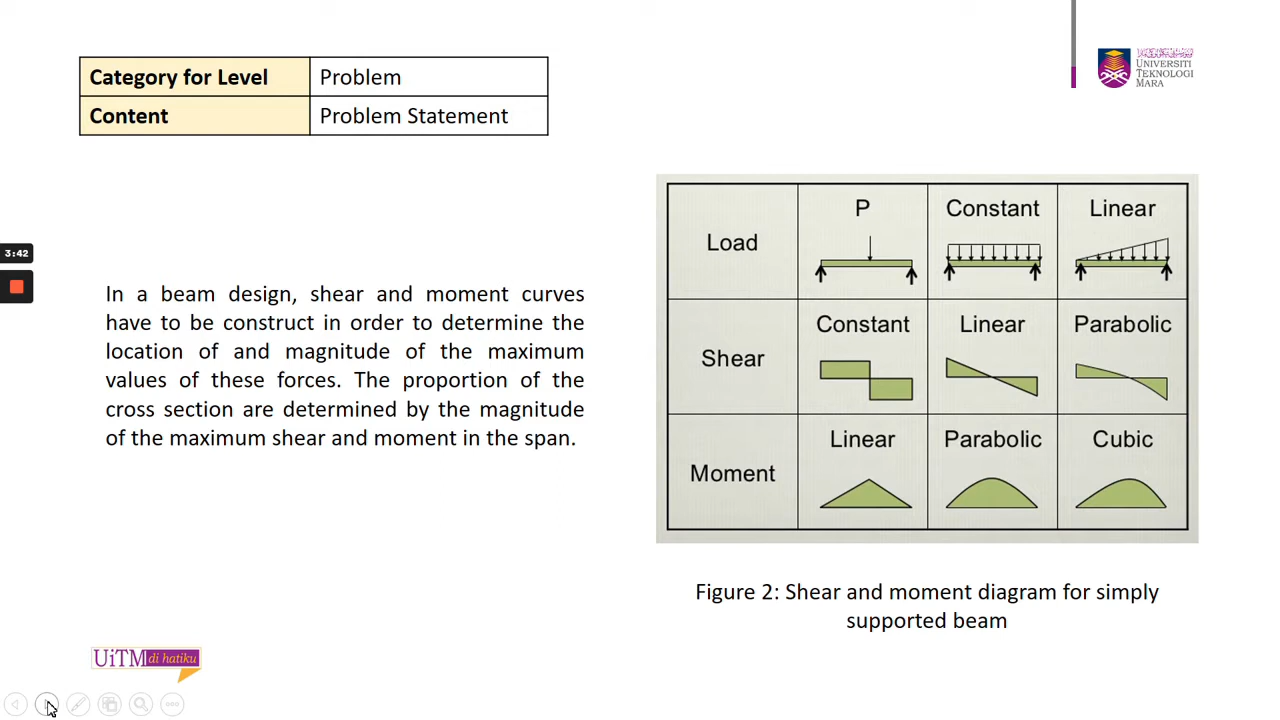 Category for Level Problem
Content Problem Statement
UNIVERSITI
TEKNOLOGI
MARA
3:42
In a beam design, shear and moment curves
have to be construct in order to determine the
location of and magnitude of the maximum
values of these forces. The proportion of the
cross section are determined by the magnitude
of the maximum shear and moment in the span.
Load P Constant Linear
Shear Constant Linear Parabolic
Moment Linear Parabolic Cubic
Figure 2: Shear and moment diagram for simply
supported beam
UiTM di hatiku